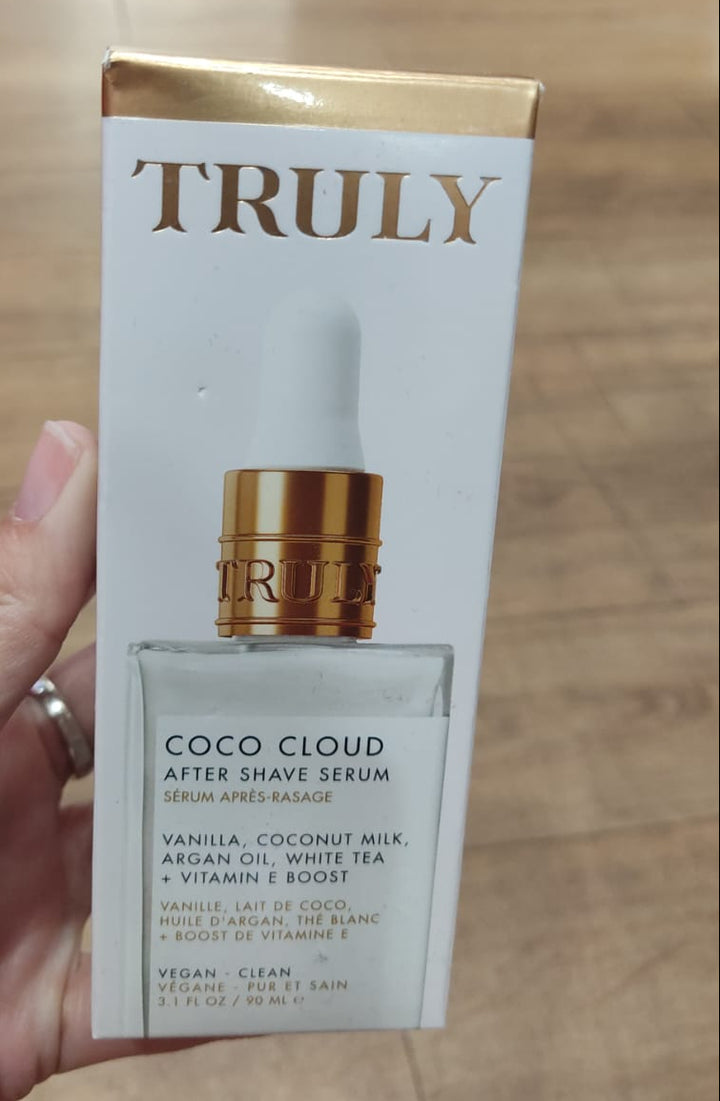 TRULY
TRULY
COCO CLOUD
AFTER SHAVE SERUM
SÉRUM APRÈS-RASAGE
VANILLA, COCONUT MILK,
ARGAN OIL, WHITE TEA
+ VITAMIN E BOOST
VANILLE, LAIT DE COCO,
HUILE D'ARGAN, THÉ BLANC
+ BOOST DE VITAMINE E
VEGAN - CLEAN
VÉGANE - PUR ET SAIN
3.1 FL OZ / 90 ML ℮